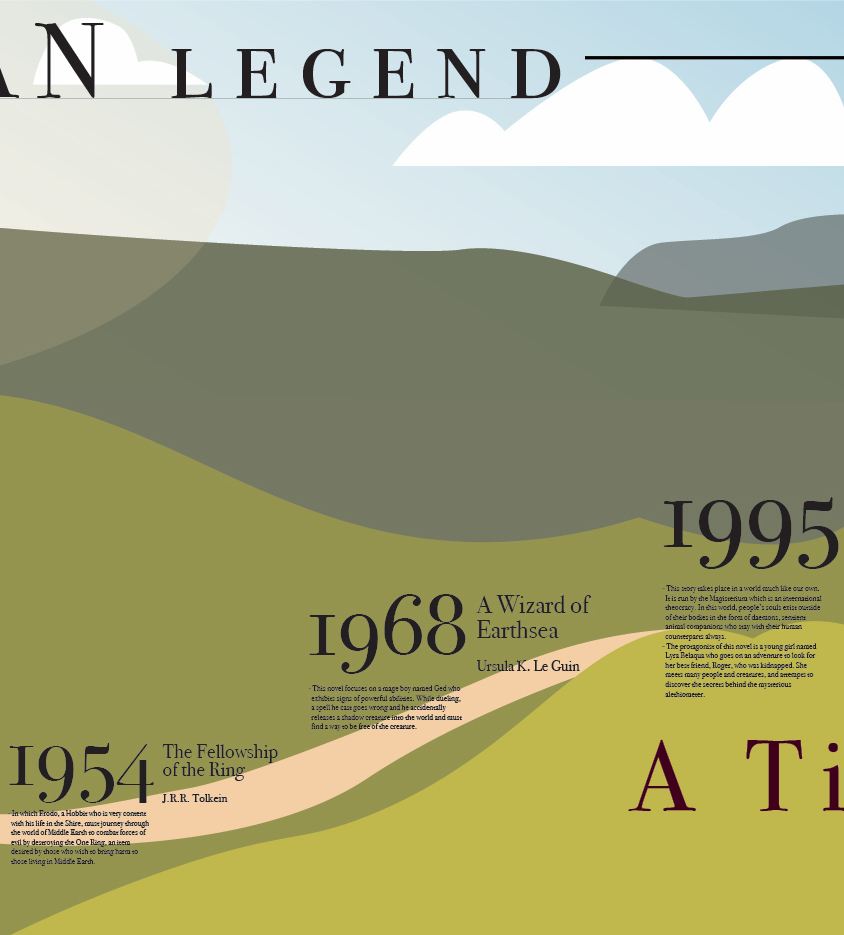 AN LEGEND
1995
- This story takes place in a world much like our own.
It is run by the Magisterium which is an international
theocracy. In this world, people's souls exist outside
of their bodies in the form of daemons, sentient
animal companions who stay with their human
counterparts always.
- The protagonist of this novel is a young girl named
Lyra Belaqua who goes on an adventure to look for
her best friend, Roger, who was kidnapped. She
meets many people and creatures, and attempts to
discover the secrets behind the mysterious
alethiometer.
1968
A Wizard of
Earthsea
Ursula K. Le Guin
- This novel focuses on a mage boy named Ged who
exhibits signs of powerful abilities. While dueling,
a spell he cast goes wrong and he accidentally
releases a shadow creature into the world and must
find a way to be free of the creature.
1954
The Fellowship
of the Ring
J.R.R. Tolkein
- In which Frodo, a Hobbit who is very content
with his life in the Shire, must journey through
the world of Middle Earth to combat forces of
evil by destroying the One Ring, an item
desired by those who wish to bring harm to
those living in Middle Earth.
A Ti